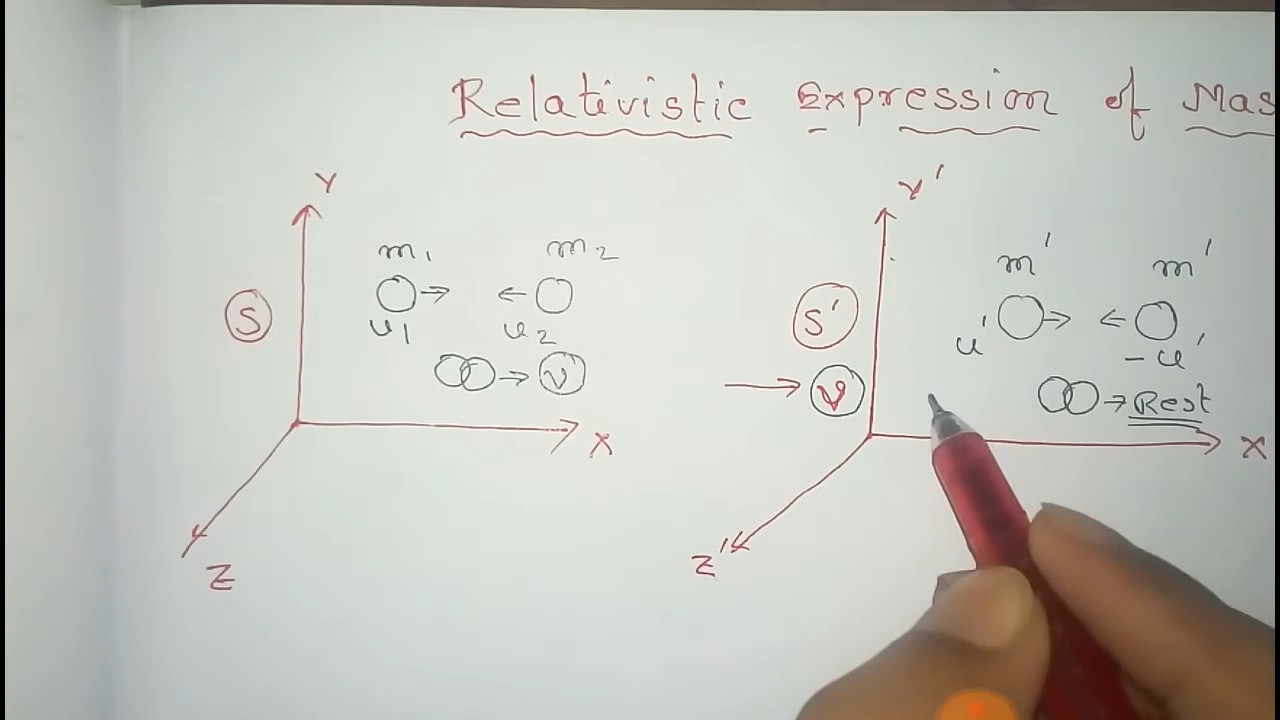 Relativistic Expression of Mas
Y
Y'
m1 m2
m' m'
S
S'
u1 u2
u' -u'
v
v
Rest
X
X
Z
Z'